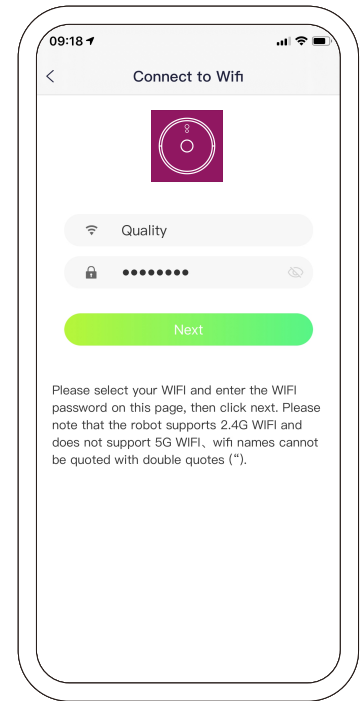 09:18
Connect to Wifi
Quality
••••••••
Next
Please select your WIFI and enter the WIFI
password on this page, then click next. Please
note that the robot supports 2.4G WIFI and
does not support 5G WIFI、wifi names cannot
be quoted with double quotes (“).